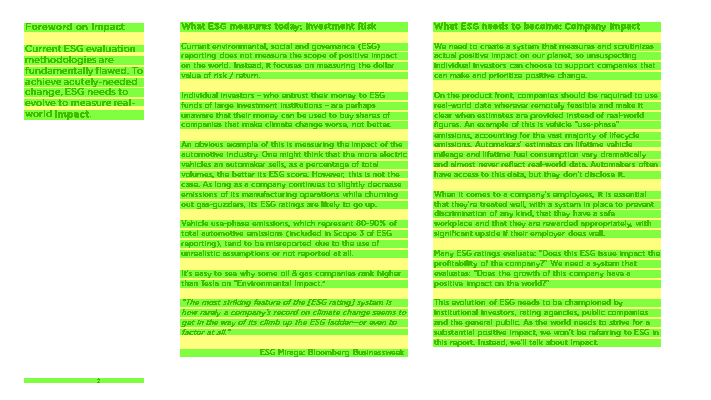 Foreword on Impact
Current ESG evaluation
methodologies are
fundamentally flawed. To
achieve acutely-needed
change, ESG needs to
evolve to measure real-
world Impact.
What ESG measures today: Investment Risk
Current environmental, social and governance (ESG)
reporting does not measure the scope of positive impact
on the world. Instead, it focuses on measuring the dollar
value of risk / return.
Individual investors – who entrust their money to ESG
funds of large investment institutions – are perhaps
unaware that their money can be used to buy shares of
companies that make climate change worse, not better.
An obvious example of this is measuring the impact of the
automotive industry. One might think that the more electric
vehicles an automaker sells, as a percentage of total
volumes, the better its ESG score. However, this is not the
case. As long as a company continues to slightly decrease
emissions of its manufacturing operations while churning
out gas-guzzlers, its ESG ratings are likely to go up.
Vehicle use-phase emissions, which represent 80-90% of
total automotive emissions (included in Scope 3 of ESG
reporting), tend to be misreported due to the use of
unrealistic assumptions or not reported at all.
It's easy to see why some oil & gas companies rank higher
than Tesla on "Environmental Impact."
"The most striking feature of the [ESG rating] system is
how rarely a company's record on climate change seems to
get in the way of its climb up the ESG ladder—or even to
factor at all."
ESG Mirage: Bloomberg Businessweek
What ESG needs to become: Company Impact
We need to create a system that measures and scrutinizes
actual positive impact on our planet, so unsuspecting
individual investors can choose to support companies that
can make and prioritize positive change.
On the product front, companies should be required to use
real-world data wherever remotely feasible and make it
clear when estimates are provided instead of real-world
figures. An example of this is vehicle "use-phase"
emissions, accounting for the vast majority of lifecycle
emissions. Automakers' estimates on lifetime vehicle
mileage and lifetime fuel consumption vary dramatically
and almost never reflect real-world data. Automakers often
have access to this data, but they don't disclose it.
When it comes to a company's employees, it is essential
that they're treated well, with a system in place to prevent
discrimination of any kind, that they have a safe
workplace and that they are rewarded appropriately, with
significant upside if their employer does well.
Many ESG ratings evaluate: "Does this ESG issue impact the
profitability of the company?" We need a system that
evaluates: "Does the growth of this company have a
positive impact on the world?"
This evolution of ESG needs to be championed by
institutional investors, rating agencies, public companies
and the general public. As the world needs to strive for a
substantial positive impact, we won't be referring to ESG in
this report. Instead, we'll talk about impact.
2